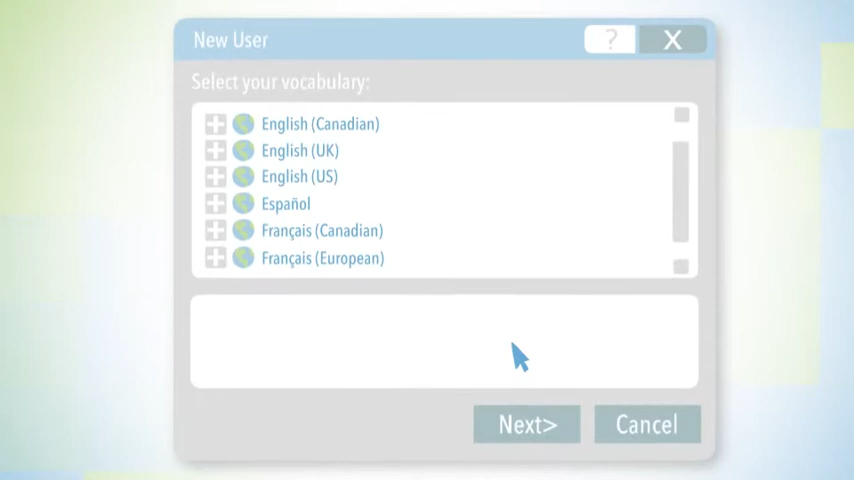 New User
? X
Select your vocabulary:
English (Canadian)
English (UK)
English (US)
Español
Français (Canadian)
Français (European)
Next> Cancel